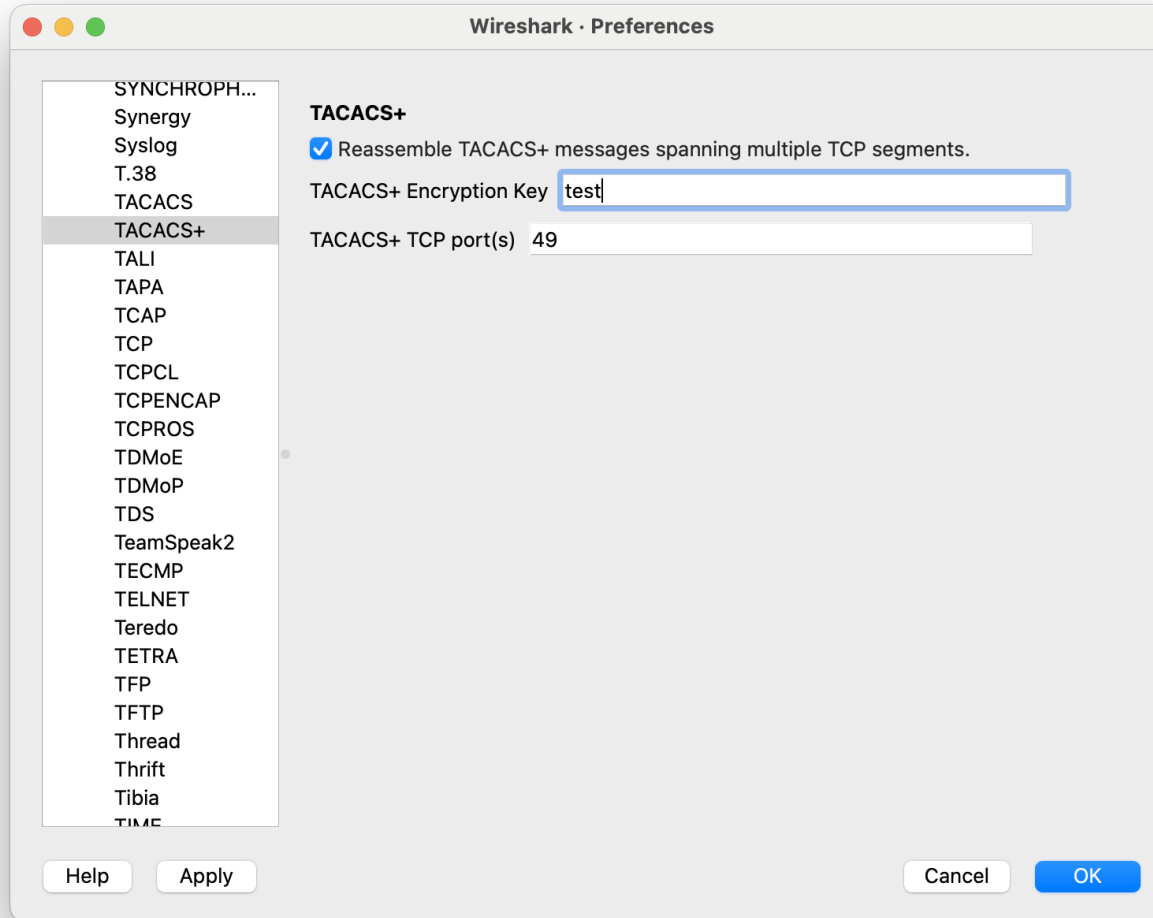 Wireshark · Preferences
SYNCHROPH...
Synergy
Syslog
T.38
TACACS
TACACS+
TALI
TAPA
TCAP
TCP
TCPCL
TCPENCAP
TCPROS
TDMoE
TDMoP
TDS
TeamSpeak2
TECMP
TELNET
Teredo
TETRA
TFP
TFTP
Thread
Thrift
Tibia
TIME
TACACS+
Reassemble TACACS+ messages spanning multiple TCP segments.
TACACS+ Encryption Key test
TACACS+ TCP port(s) 49
Help Apply Cancel OK